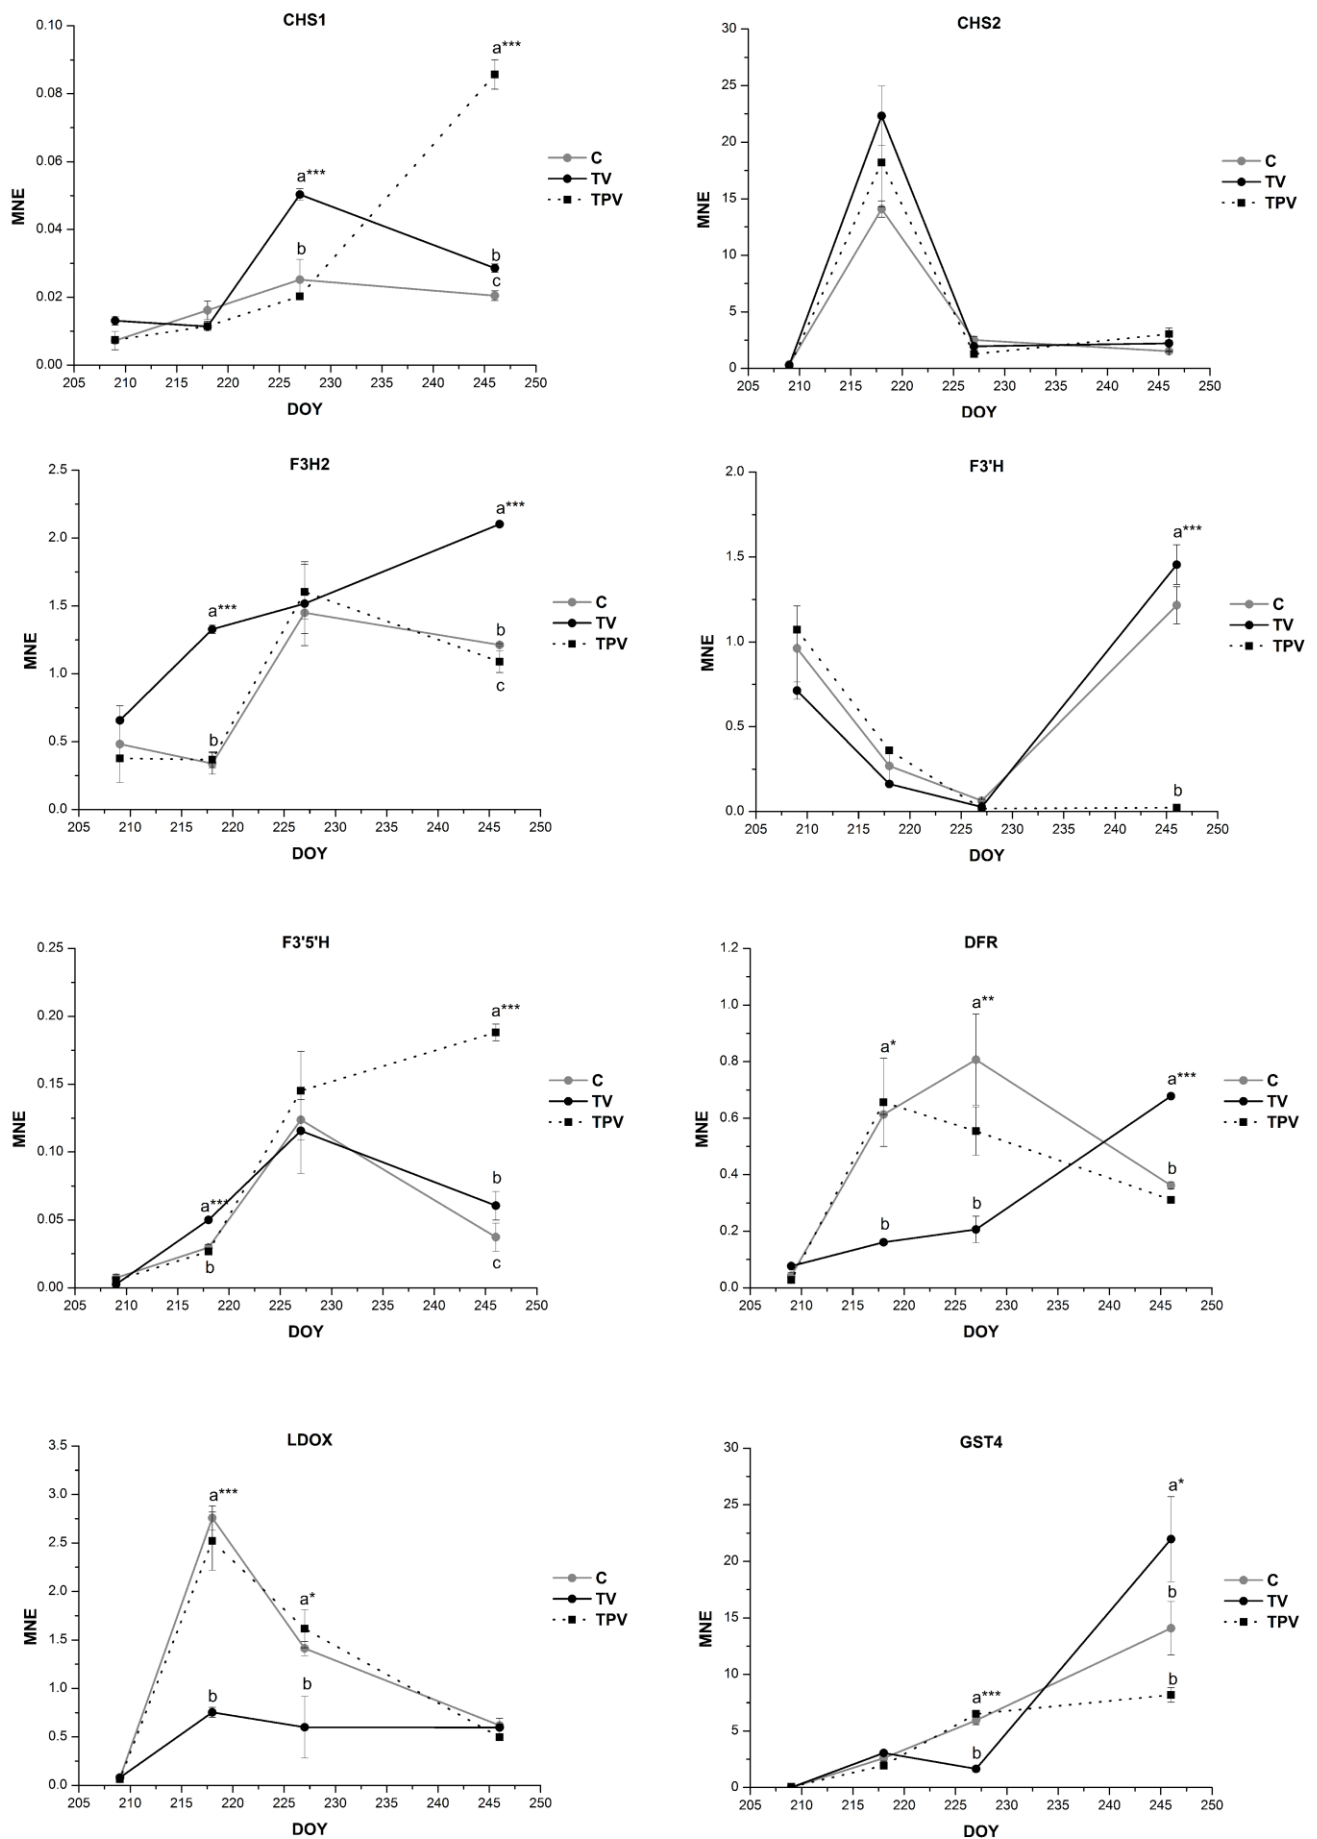 CHS1
0.10
0.08
0.06
0.04
0.02
0.00
MNE
a***
a***
b
b
c
C
TV
TPV
205 210 215 220 225 230 235 240 245 250
DOY
CHS2
30
25
20
15
10
5
0
MNE
C
TV
TPV
205 210 215 220 225 230 235 240 245 250
DOY
F3H2
2.5
2.0
1.5
1.0
0.5
0.0
MNE
a***
a***
b
b
c
C
TV
TPV
205 210 215 220 225 230 235 240 245 250
DOY
F3'H
2.0
1.5
1.0
0.5
0.0
MNE
a***
b
C
TV
TPV
205 210 215 220 225 230 235 240 245 250
DOY
F3'5'H
0.25
0.20
0.15
0.10
0.05
0.00
MNE
a***
a***
b
b
c
C
TV
TPV
205 210 215 220 225 230 235 240 245 250
DOY
DFR
1.2
1.0
0.8
0.6
0.4
0.2
0.0
MNE
a**
a*
a***
b
b
b
C
TV
TPV
205 210 215 220 225 230 235 240 245 250
DOY
LDOX
3.5
3.0
2.5
2.0
1.5
1.0
0.5
0.0
MNE
a***
a*
b
b
C
TV
TPV
205 210 215 220 225 230 235 240 245 250
DOY
GST4
30
25
20
15
10
5
0
MNE
a*
b
b
a***
b
C
TV
TPV
205 210 215 220 225 230 235 240 245 250
DOY